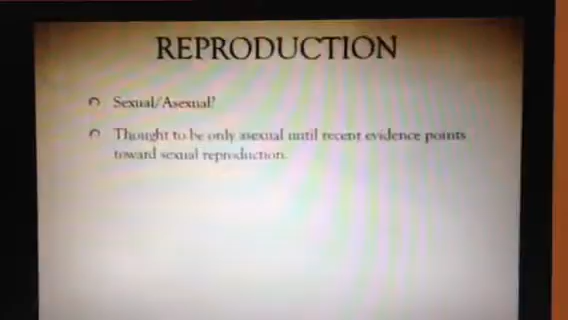 REPRODUCTION
Sexual/Asexual?
Thought to be only asexual until recent evidence points
toward sexual reproduction.